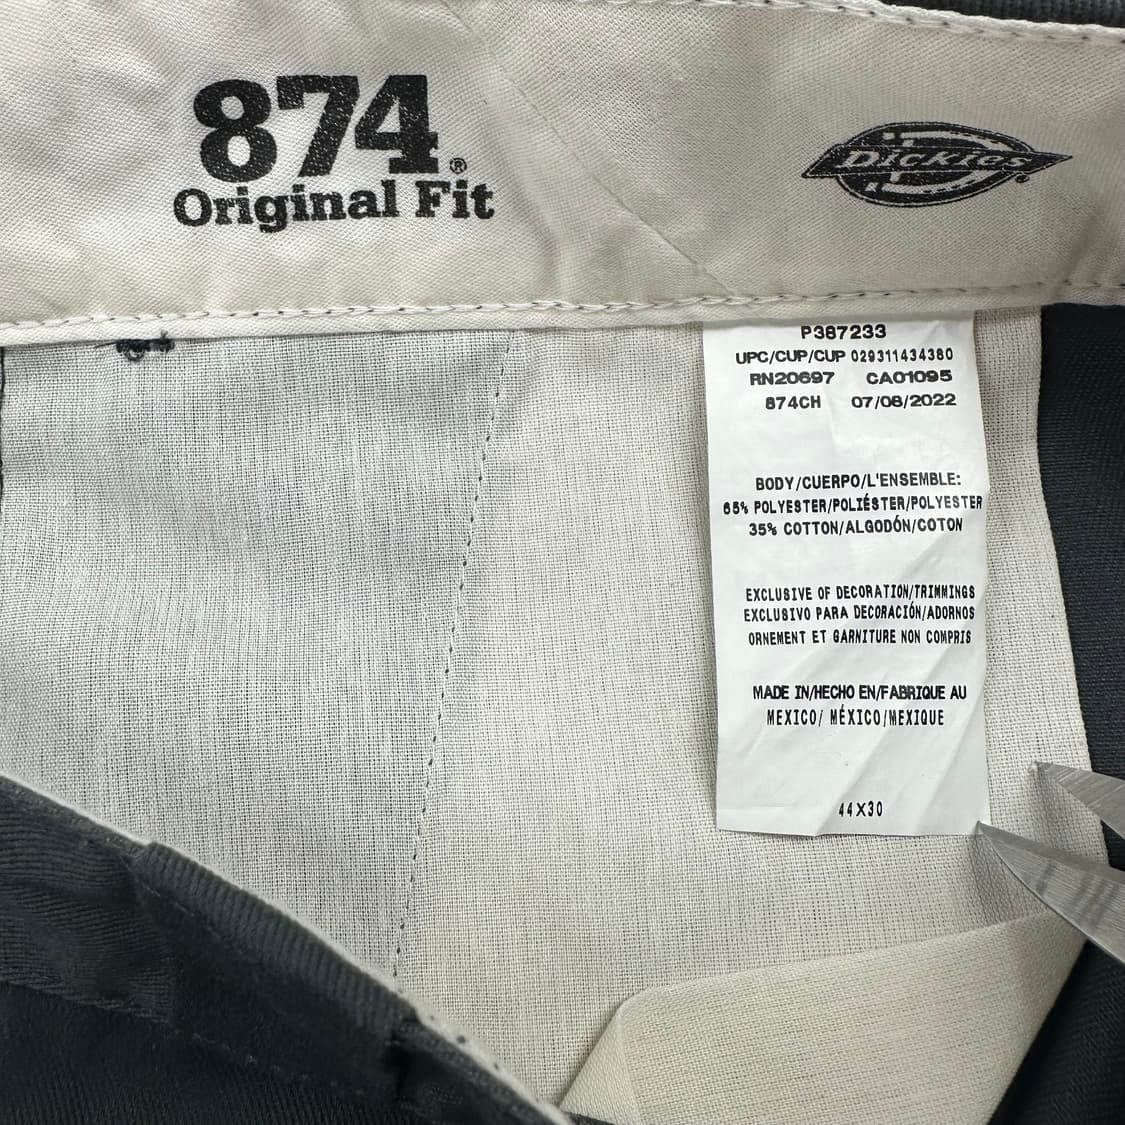 874®
Original Fit
Dickies®
P387233
UPC/CUP/CUP 029311434380
RN20697 CA01095
874CH 07/08/2022
BODY/CUERPO/L'ENSEMBLE:
65% POLYESTER/POLIÉSTER/POLYESTER
35% COTTON/ALGODÓN/COTON
EXCLUSIVE OF DECORATION/TRIMMINGS
EXCLUSIVO PARA DECORACIÓN/ADORNOS
ORNEMENT ET GARNITURE NON COMPRIS
MADE IN/HECHO EN/FABRIQUE AU
MEXICO/ MÉXICO/MEXIQUE
44X30